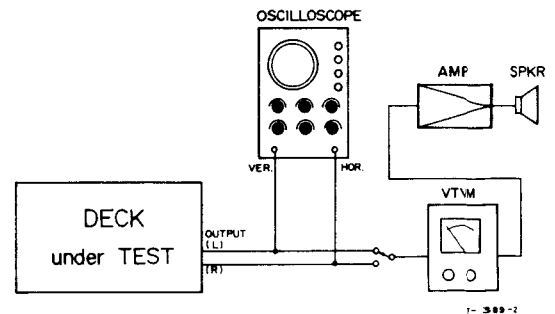 OSCILLOSCOPE
AMP
SPKR
VER.
HOR.
VTVM
DECK
under TEST
OUTPUT
(L)
(R)